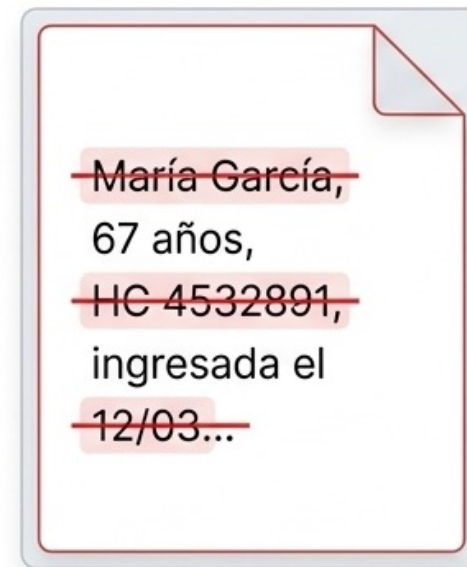 María García,
67 años,
HC 4532891,
ingresada el
12/03...